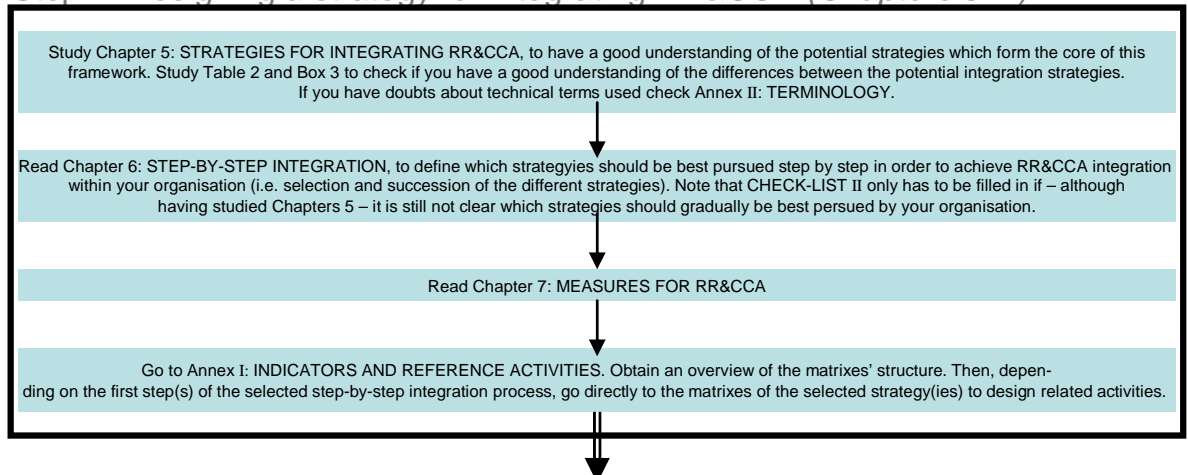 Study Chapter 5: STRATEGIES FOR INTEGRATING RR&CCA, to have a good understanding of the potential strategies which form the core of this
framework. Study Table 2 and Box 3 to check if you have a good understanding of the differences between the potential integration strategies.
If you have doubts about technical terms used check Annex II: TERMINOLOGY.
Read Chapter 6: STEP-BY-STEP INTEGRATION, to define which strategyies should be best pursued step by step in order to achieve RR&CCA integration
within your organisation (i.e. selection and succession of the different strategies). Note that CHECK-LIST II only has to be filled in if – although
having studied Chapters 5 – it is still not clear which strategies should gradually be best persued by your organisation.
Read Chapter 7: MEASURES FOR RR&CCA
Go to Annex I: INDICATORS AND REFERENCE ACTIVITIES. Obtain an overview of the matrixes' structure. Then, depen-
ding on the first step(s) of the selected step-by-step integration process, go directly to the matrixes of the selected strategy(ies) to design related activities.